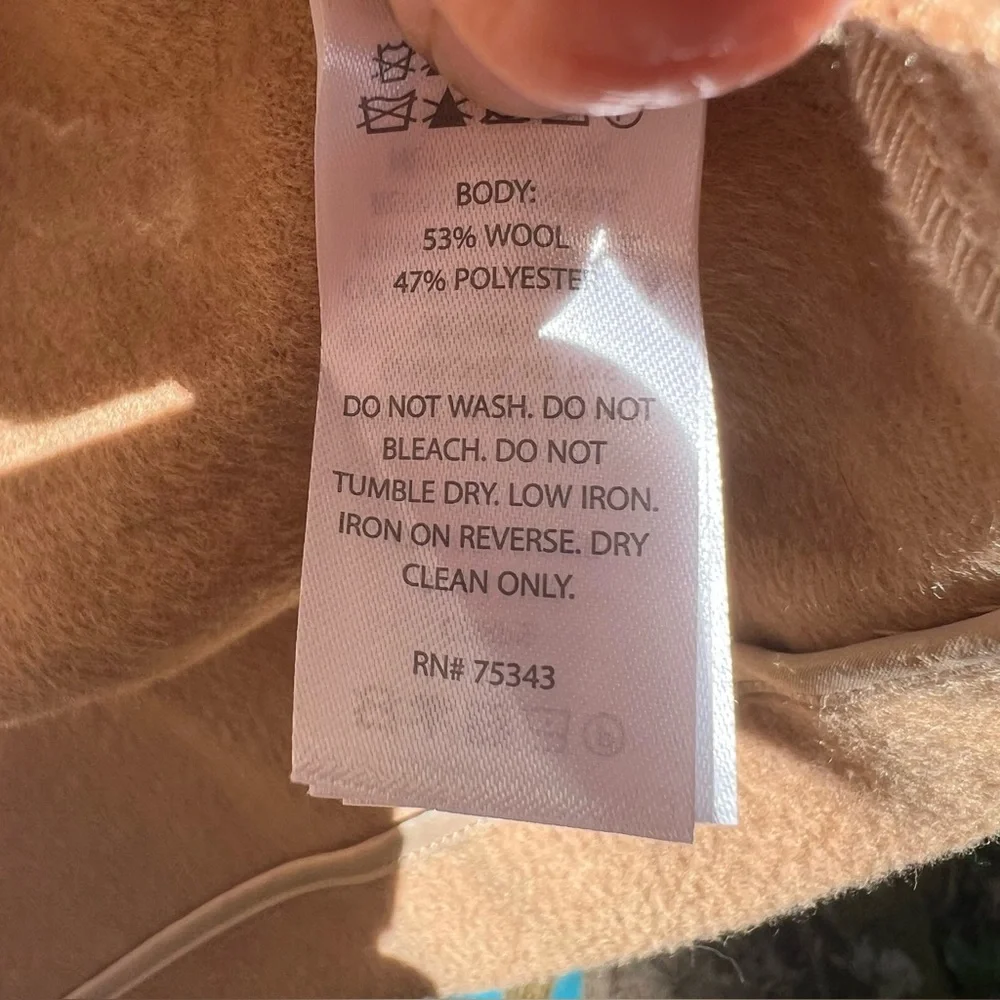 BODY:
53% WOOL
47% POLYESTER
DO NOT WASH. DO NOT
BLEACH. DO NOT
TUMBLE DRY. LOW IRON.
IRON ON REVERSE. DRY
CLEAN ONLY.
RN# 75343